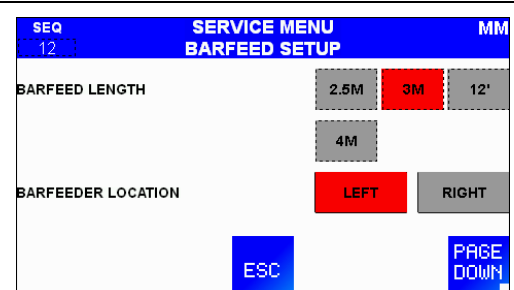 SEQ SERVICE MENU MM
12 BARFEED SETUP
BARFEED LENGTH 2.5M 3M 12'
4M
BARFEEDER LOCATION LEFT RIGHT
ESC PAGE
DOWN